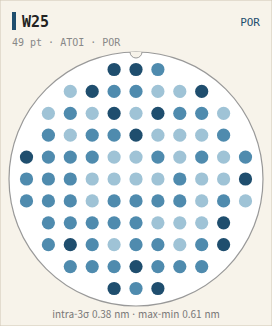 W25
POR
49 pt · ATOI · POR
intra-3σ 0.38 nm · max-min 0.61 nm